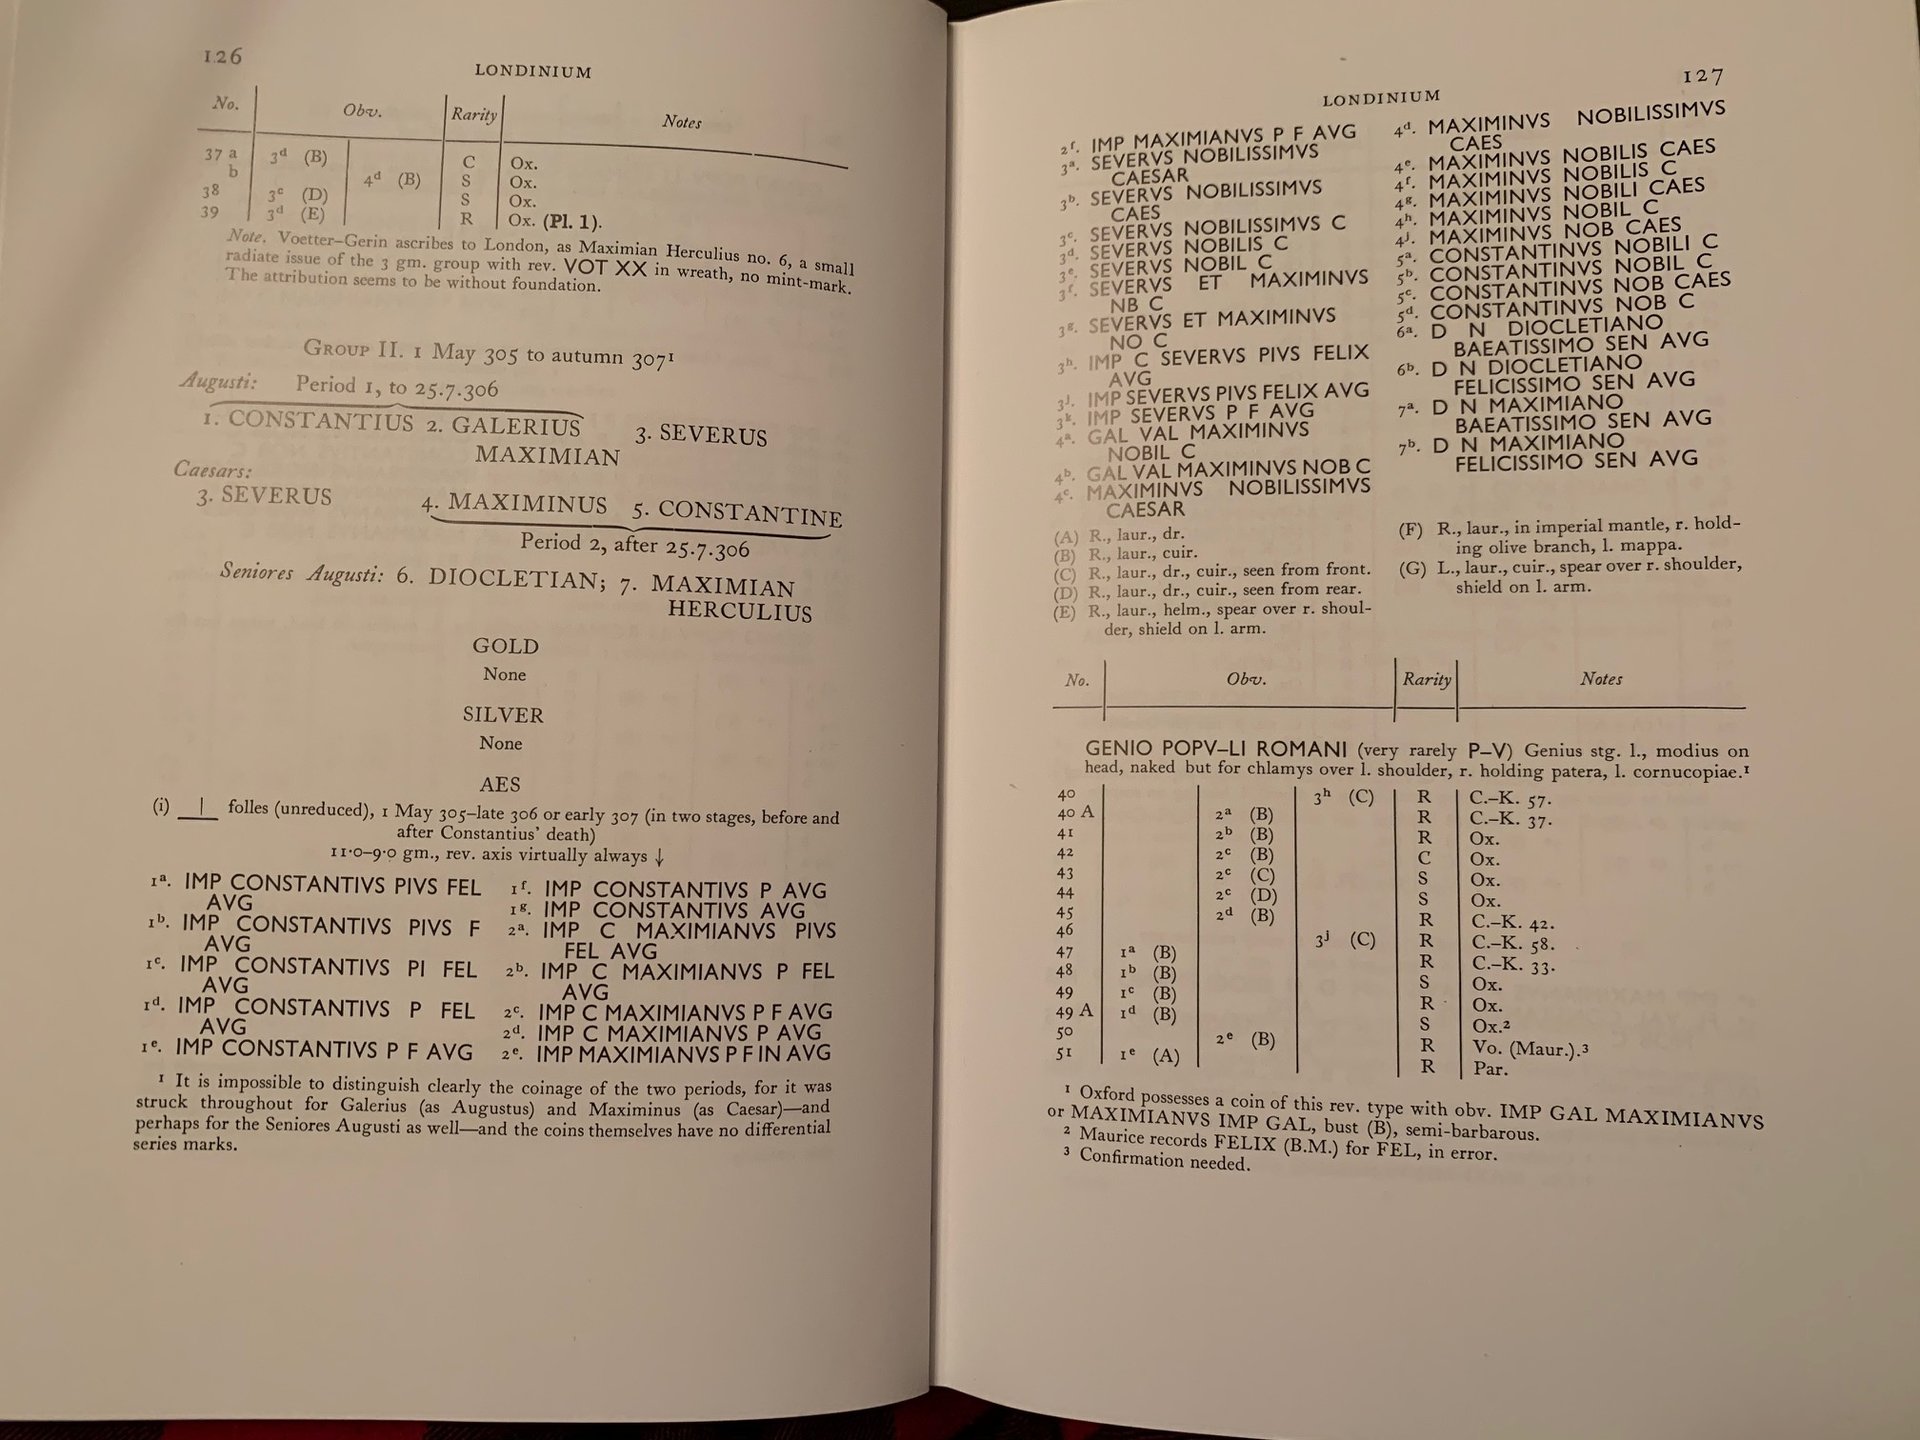 126
LONDINIUM
No. Obv. Rarity Notes
37 a 3d (B) C Ox.
b 4d (B) S Ox.
38 3c (D) S Ox.
39 3d (E) R Ox. (Pl. 1).
Note. Voetter–Gerin ascribes to London, as Maximian Herculius no. 6, a small
radiate issue of the 3 gm. group with rev. VOT XX in wreath, no mint-mark.
The attribution seems to be without foundation.
GROUP II. 1 May 305 to autumn 307¹
Augusti: Period 1, to 25.7.306
1. CONSTANTIUS 2. GALERIUS 3. SEVERUS
MAXIMIAN
Caesars:
3. SEVERUS 4. MAXIMINUS 5. CONSTANTINE
Period 2, after 25.7.306
Seniores Augusti: 6. DIOCLETIAN; 7. MAXIMIAN
HERCULIUS
GOLD
None
SILVER
None
AES
(i) __|__ folles (unreduced), 1 May 305–late 306 or early 307 (in two stages, before and
after Constantius' death)
11·0–9·0 gm., rev. axis virtually always ↓
1a. IMP CONSTANTIVS PIVS FEL
AVG
1b. IMP CONSTANTIVS PIVS F
AVG
1c. IMP CONSTANTIVS PI FEL
AVG
1d. IMP CONSTANTIVS P FEL
AVG
1e. IMP CONSTANTIVS P F AVG
1f. IMP CONSTANTIVS P AVG
1g. IMP CONSTANTIVS AVG
2a. IMP C MAXIMIANVS PIVS
FEL AVG
2b. IMP C MAXIMIANVS P FEL
AVG
2c. IMP C MAXIMIANVS P F AVG
2d. IMP C MAXIMIANVS P AVG
2e. IMP MAXIMIANVS P F IN AVG
¹ It is impossible to distinguish clearly the coinage of the two periods, for it was
struck throughout for Galerius (as Augustus) and Maximinus (as Caesar)—and
perhaps for the Seniores Augusti as well—and the coins themselves have no differential
series marks.
127
LONDINIUM
2f. IMP MAXIMIANVS P F AVG
3a. SEVERVS NOBILISSIMVS
CAESAR
3b. SEVERVS NOBILISSIMVS
CAES
3c. SEVERVS NOBILISSIMVS C
3d. SEVERVS NOBILIS C
3e. SEVERVS NOBIL C
3f. SEVERVS ET MAXIMINVS
NB C
3g. SEVERVS ET MAXIMINVS
NO C
3h. IMP C SEVERVS PIVS FELIX
AVG
3j. IMP SEVERVS PIVS FELIX AVG
3k. IMP SEVERVS P F AVG
4a. GAL VAL MAXIMINVS
NOBIL C
4b. GAL VAL MAXIMINVS NOB C
4c. MAXIMINVS NOBILISSIMVS
CAESAR
4d. MAXIMINVS NOBILISSIMVS
CAES
4e. MAXIMINVS NOBILIS CAES
4f. MAXIMINVS NOBILIS C
4g. MAXIMINVS NOBILI CAES
4h. MAXIMINVS NOBIL C
4j. MAXIMINVS NOB CAES
5a. CONSTANTINVS NOBILI C
5b. CONSTANTINVS NOBIL C
5c. CONSTANTINVS NOB CAES
5d. CONSTANTINVS NOB C
6a. D N DIOCLETIANO
BAEATISSIMO SEN AVG
6b. D N DIOCLETIANO
FELICISSIMO SEN AVG
7a. D N MAXIMIANO
BAEATISSIMO SEN AVG
7b. D N MAXIMIANO
FELICISSIMO SEN AVG
(A) R., laur., dr.
(B) R., laur., cuir.
(C) R., laur., dr., cuir., seen from front.
(D) R., laur., dr., cuir., seen from rear.
(E) R., laur., helm., spear over r. shoul-
der, shield on l. arm.
(F) R., laur., in imperial mantle, r. hold-
ing olive branch, l. mappa.
(G) L., laur., cuir., spear over r. shoulder,
shield on l. arm.
No. Obv. Rarity Notes
GENIO POPV–LI ROMANI (very rarely P–V) Genius stg. l., modius on
head, naked but for chlamys over l. shoulder, r. holding patera, l. cornucopiae.¹
40 3h (C) R C.–K. 57.
40 A 2a (B) R C.–K. 37.
41 2b (B) R Ox.
42 2c (B) C Ox.
43 2c (C) S Ox.
44 2c (D) S Ox.
45 2d (B) R C.–K. 42.
46 3j (C) R C.–K. 58.
47 1a (B) R C.–K. 33.
48 1b (B) S Ox.
49 1c (B) R Ox.
49 A 1d (B) S Ox.²
50 2e (B) R Vo. (Maur.).³
51 1e (A) R Par.
¹ Oxford possesses a coin of this rev. type with obv. IMP GAL MAXIMIANVS
or MAXIMIANVS IMP GAL, bust (B), semi-barbarous.
² Maurice records FELIX (B.M.) for FEL, in error.
³ Confirmation needed.